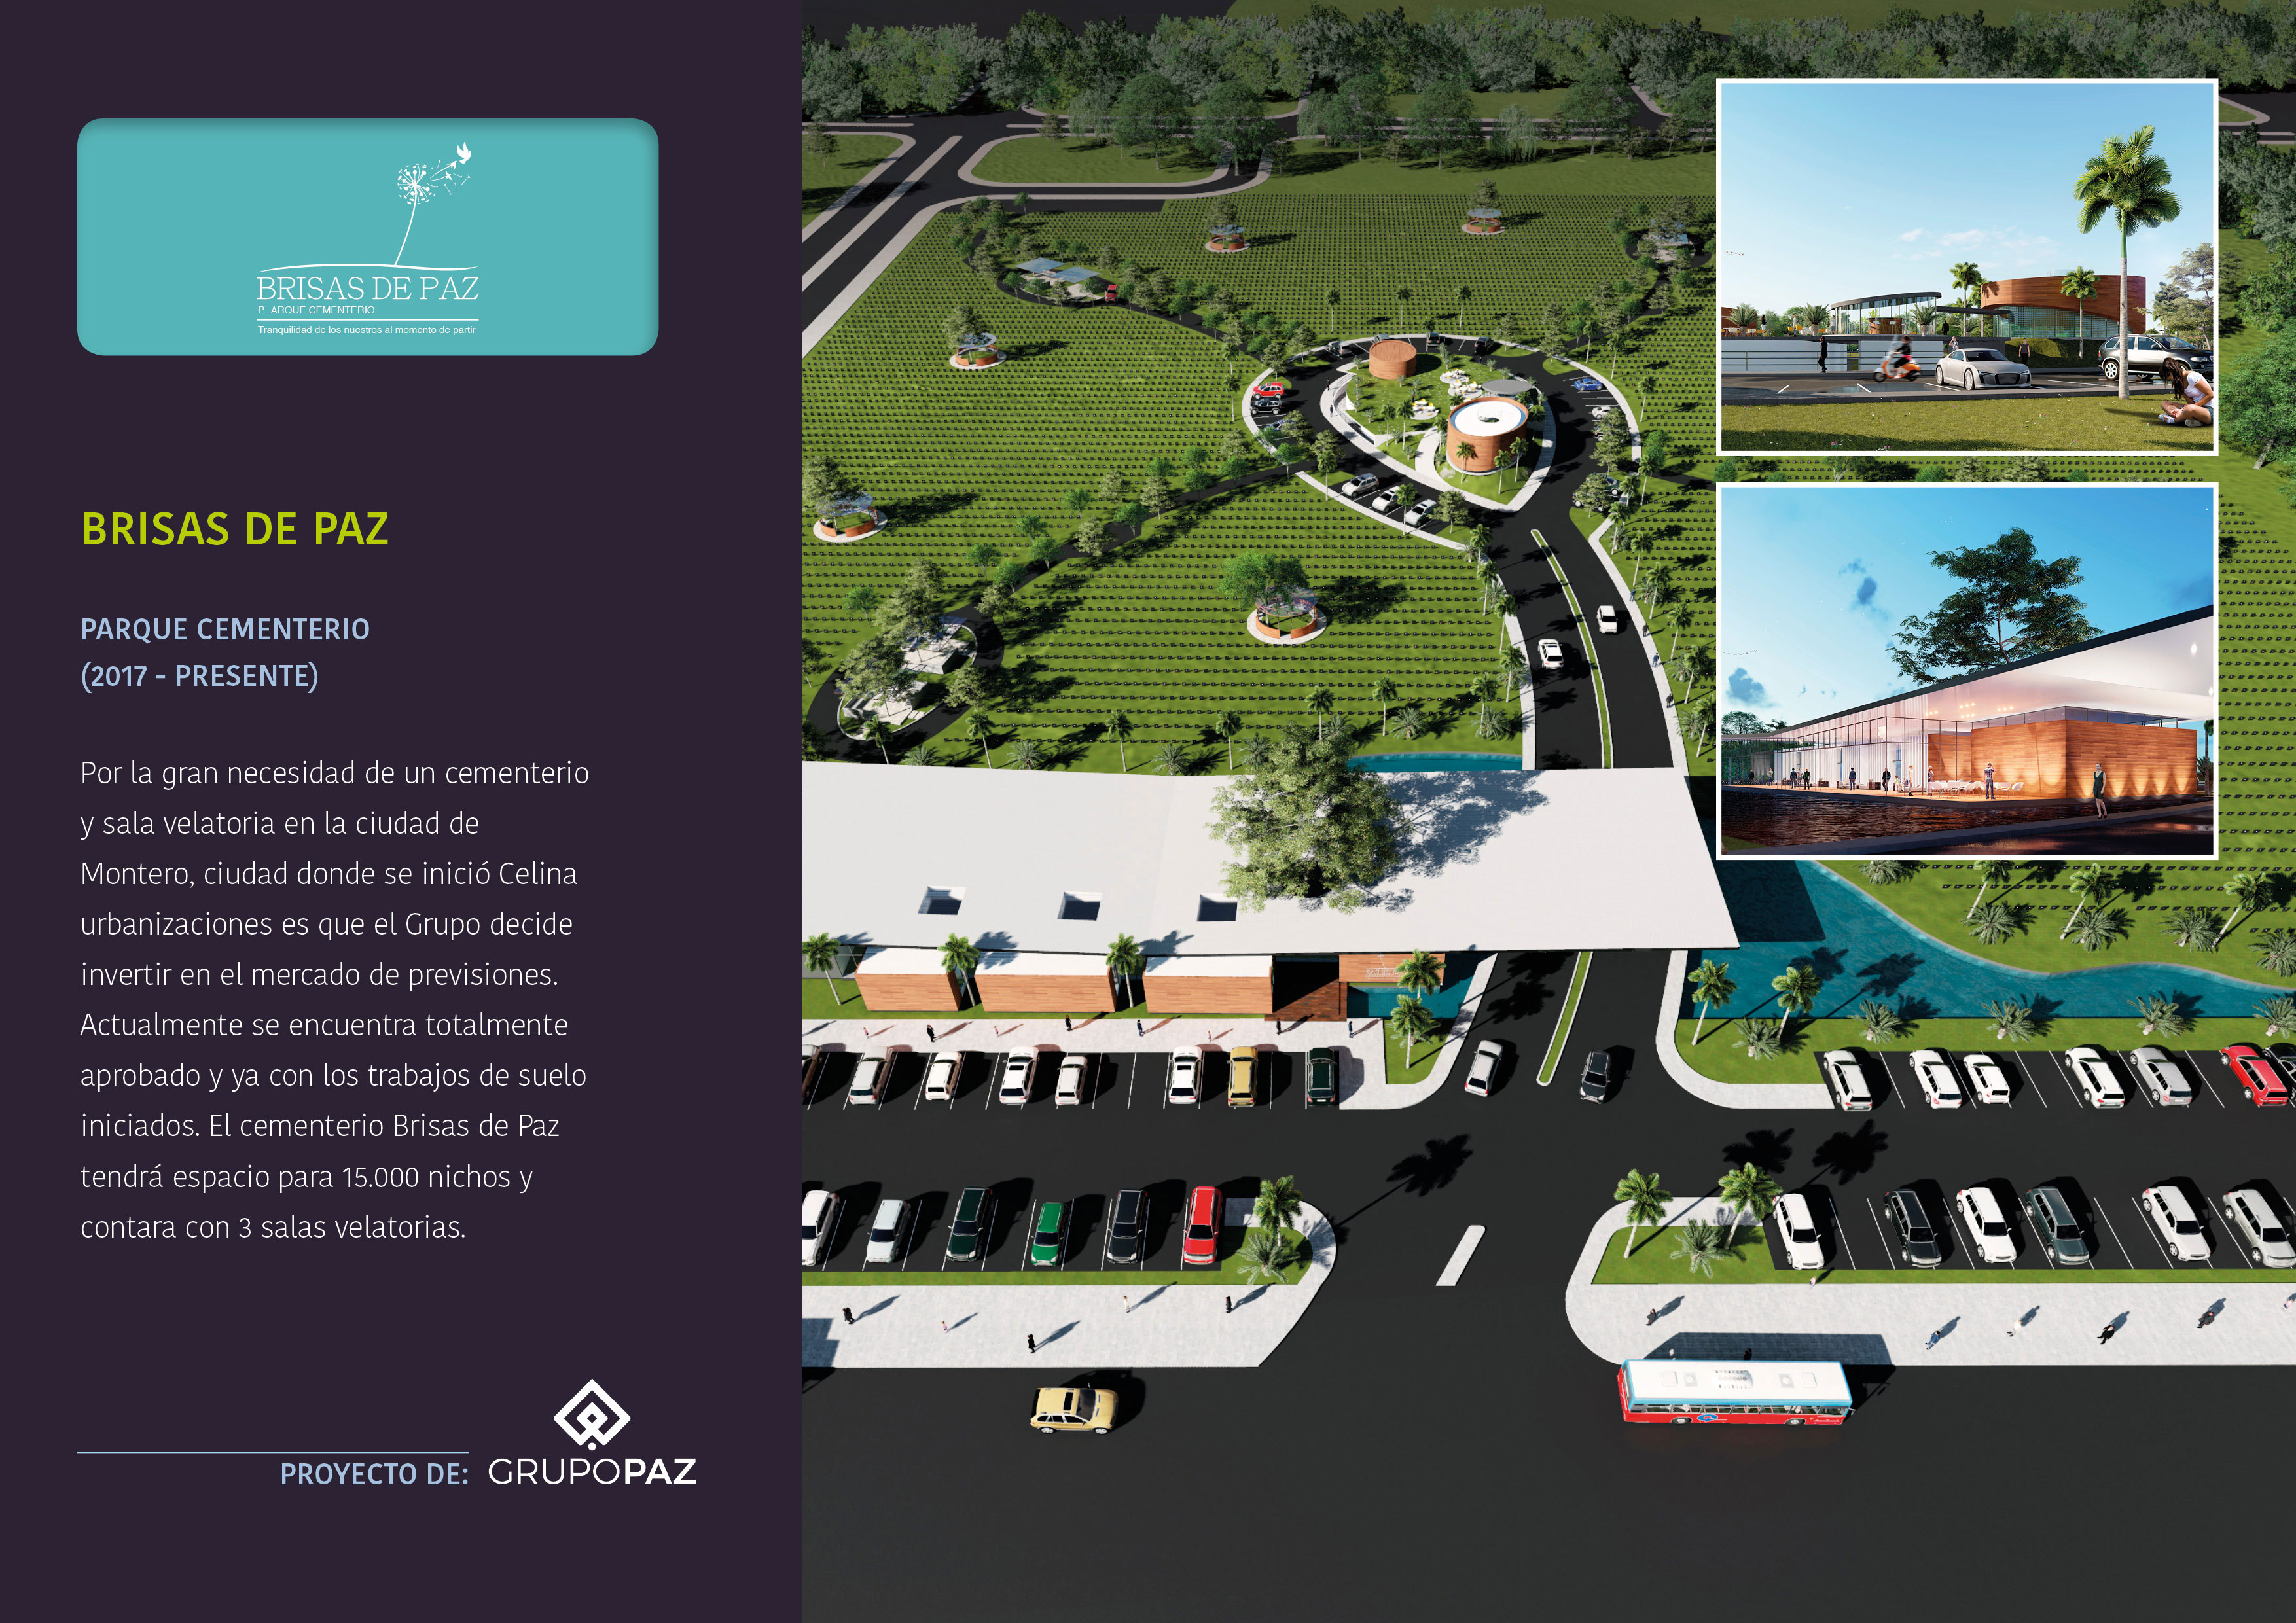 BRISAS DE PAZ
P ARQUE CEMENTERIO
Tranquilidad de los nuestros al momento de partir
BRISAS DE PAZ
PARQUE CEMENTERIO
(2017 - PRESENTE)
Por la gran necesidad de un cementerio
y sala velatoria en la ciudad de
Montero, ciudad donde se inició Celina
urbanizaciones es que el Grupo decide
invertir en el mercado de previsiones.
Actualmente se encuentra totalmente
aprobado y ya con los trabajos de suelo
iniciados. El cementerio Brisas de Paz
tendrá espacio para 15.000 nichos y
contara con 3 salas velatorias.
PROYECTO DE: GRUPOPAZ